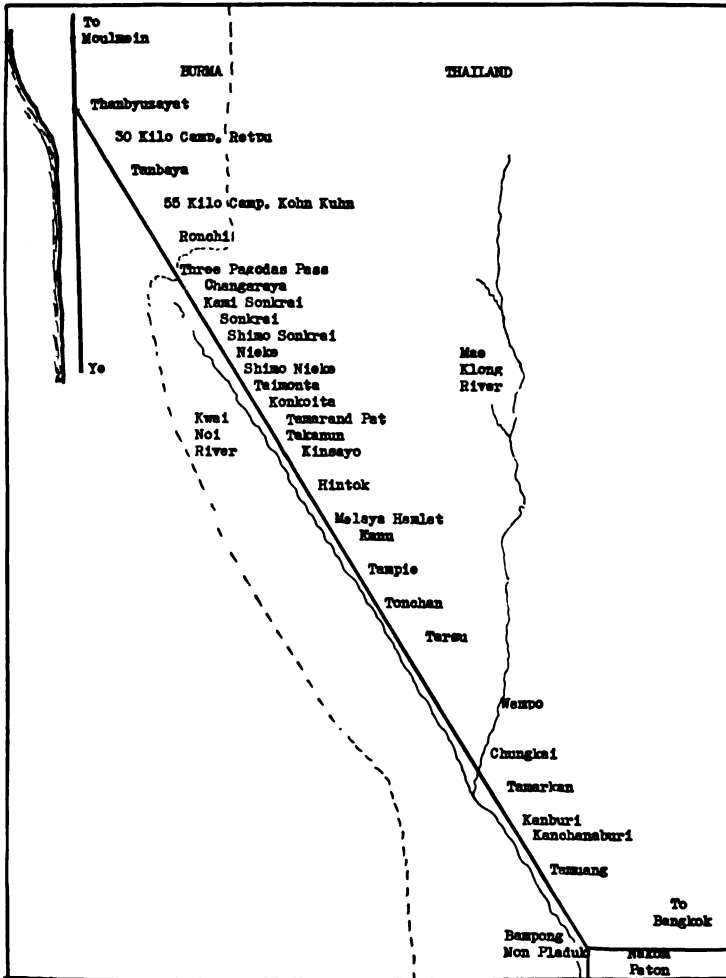 To
Moulmein
BURMA
THAILAND
Thanbyuzayat
30 Kilo Camp. Retpu
Tanbaya
55 Kilo Camp. Kohn Kuhn
Ronchi
Three Pagodas Pass
Changaraya
Kami Sonkrai
Sonkrai
Shimo Sonkrai
Nieke
Shimo Nieke
Taimonta
Konkoita
Ye
Mae
Klong
River
Kwai
Noi
River
Tamarand Pat
Takanun
Kinsayo
Hintok
Malaya Hamlet
Kanu
Tampie
Tonchan
Tarsu
Wampo
Chungkai
Tamarkan
Kanburi
Kanchanaburi
Tamuang
To
Bangkok
Bampong
Non Pladuk
Nakom
Paton